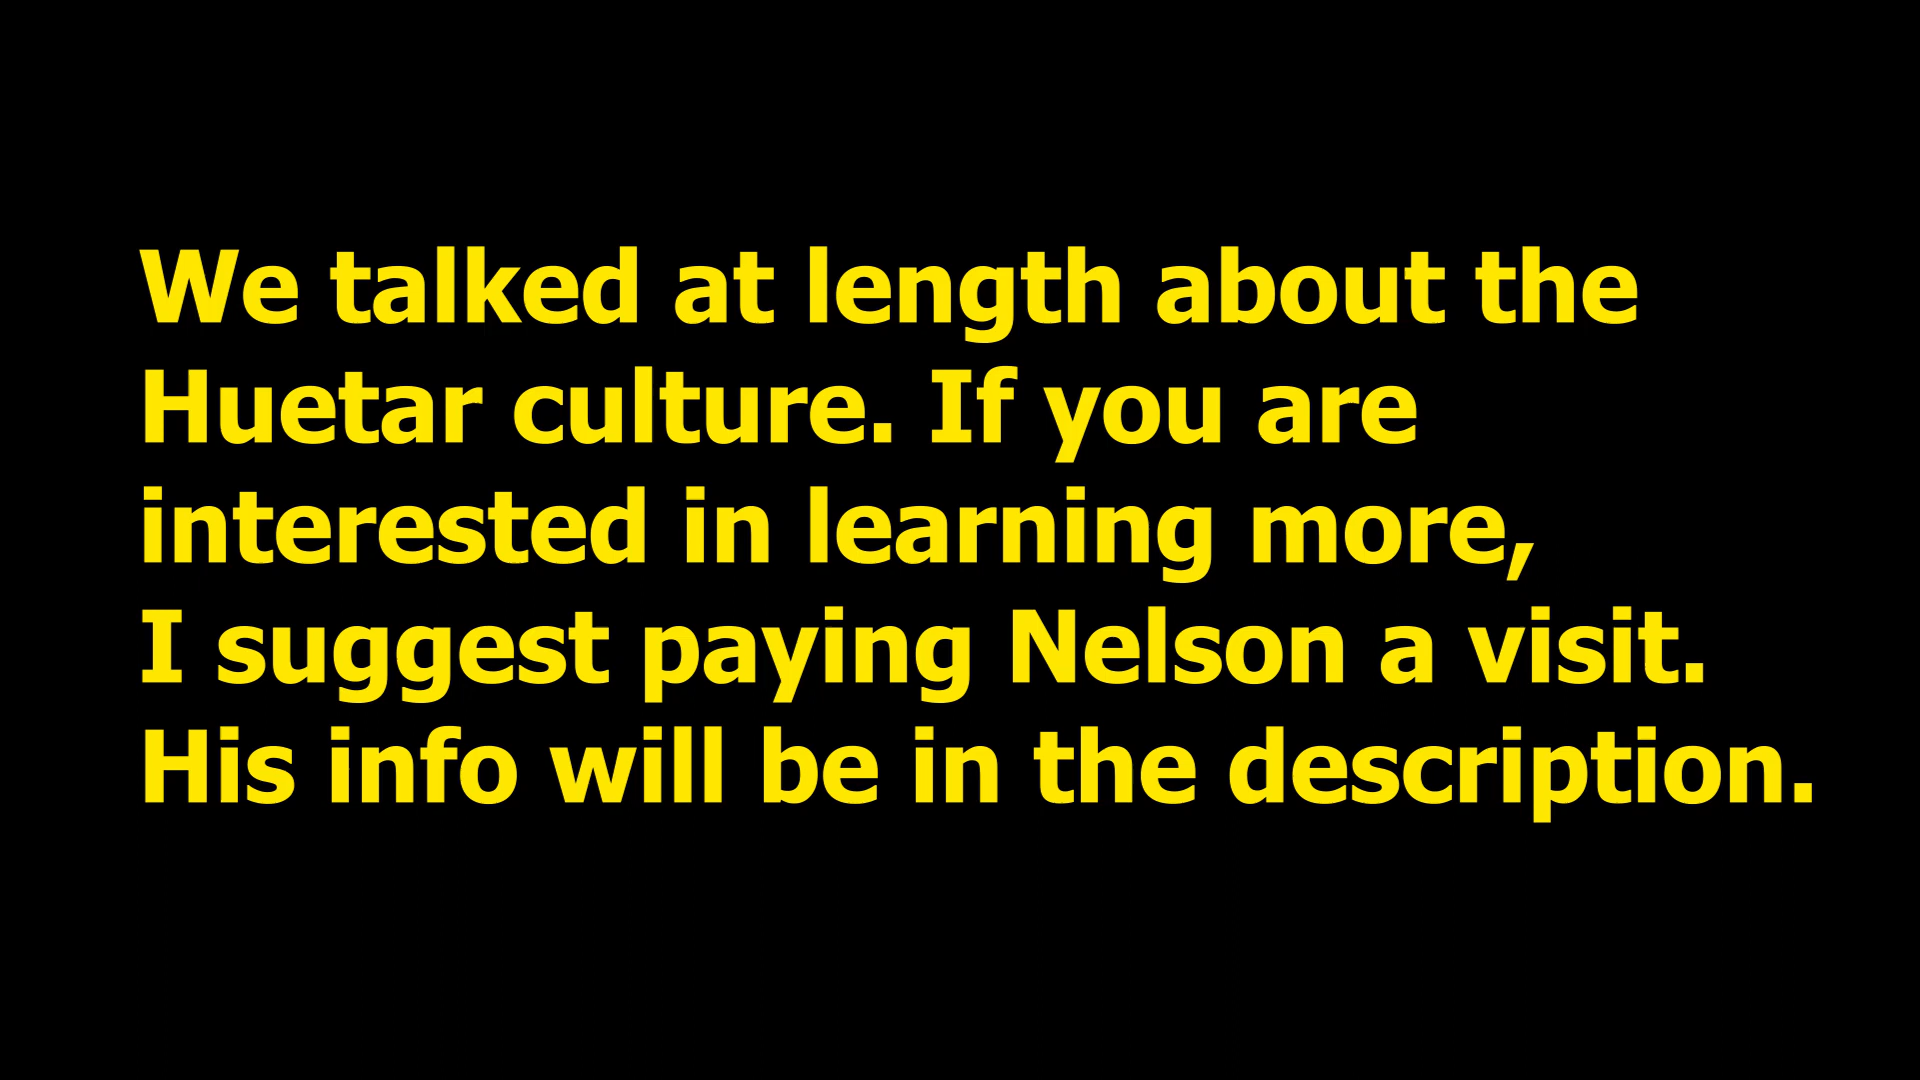 We talked at length about the
Huetar culture. If you are
interested in learning more,
I suggest paying Nelson a visit.
His info will be in the description.